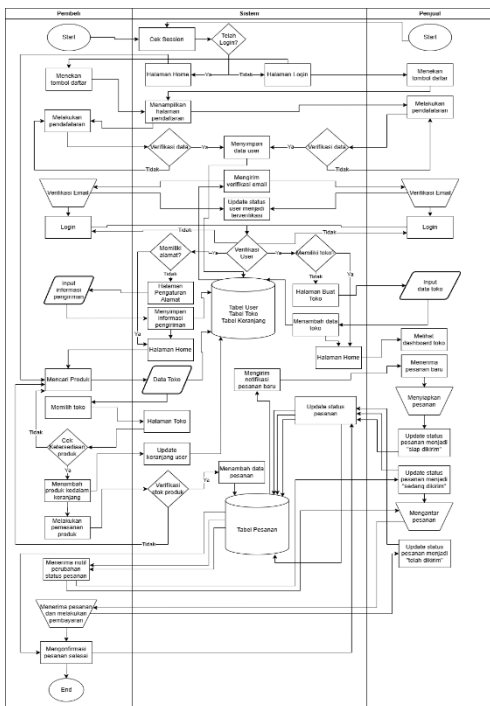 Pembeli
Sistem
Penjual
Start
Cek Session
Telah
Login?
Start
Halaman Home
Ya
Tidak
Halaman Login
Menekan
tombol daftar
Menampilkan
halaman
pendaftaran
Menekan
tombol daftar
Melakukan
pendaftaran
Melakukan
pendafataran
Verifikasi data
Ya
Menyimpan
data user
Ya
Verifikasi data
Tidak
Tidak
Mengirim
verifikasi email
Verifikasi Email
Update status
user menjadi
terverifikasi
Verifikasi Email
Login
Tidak
Login
Memiliki
alamat?
Ya
Verifikasi
User
Ya
Memiliki toko?
Ya
Tidak
Tidak
Ya
Input
informasi
pengiriman
Halaman
Pengaturan
Alamat
Tabel User
Tabel Toko
Tabel Keranjang
Halaman Buat
Toko
Input
data toko
Menyimpan
informasi
pengiriman
Menambah data
toko
Ya
Halaman Home
Halaman Home
Melihat
dashboard toko
Mencari Produk
Data Toko
Mengirim
notifikasi
pesanan baru
Menerima
pesanan baru
Memilih toko
Halaman Toko
Update status
pesanan
Menyiapkan
pesanan
Tidak
Cek
Ketersediaan
produk
Update
keranjang user
Update status
pesanan menjadi
"siap dikirim"
Ya
Menambah
produk kedalam
keranjang
Verifikasi
stok produk
Ya
Menambah data
pesanan
Update status
pesanan menjadi
"sedang dikirim"
Melakukan
pemesanan
produk
Tidak
Tabel Pesanan
Mengantar
pesanan
Menerima notif
perubahan
status pesanan
Update status
pesanan menjadi
"telah dikirim"
Menerima pesanan
dan melakukan
pembayaran
Mengonfirmasi
pesanan selesai
End